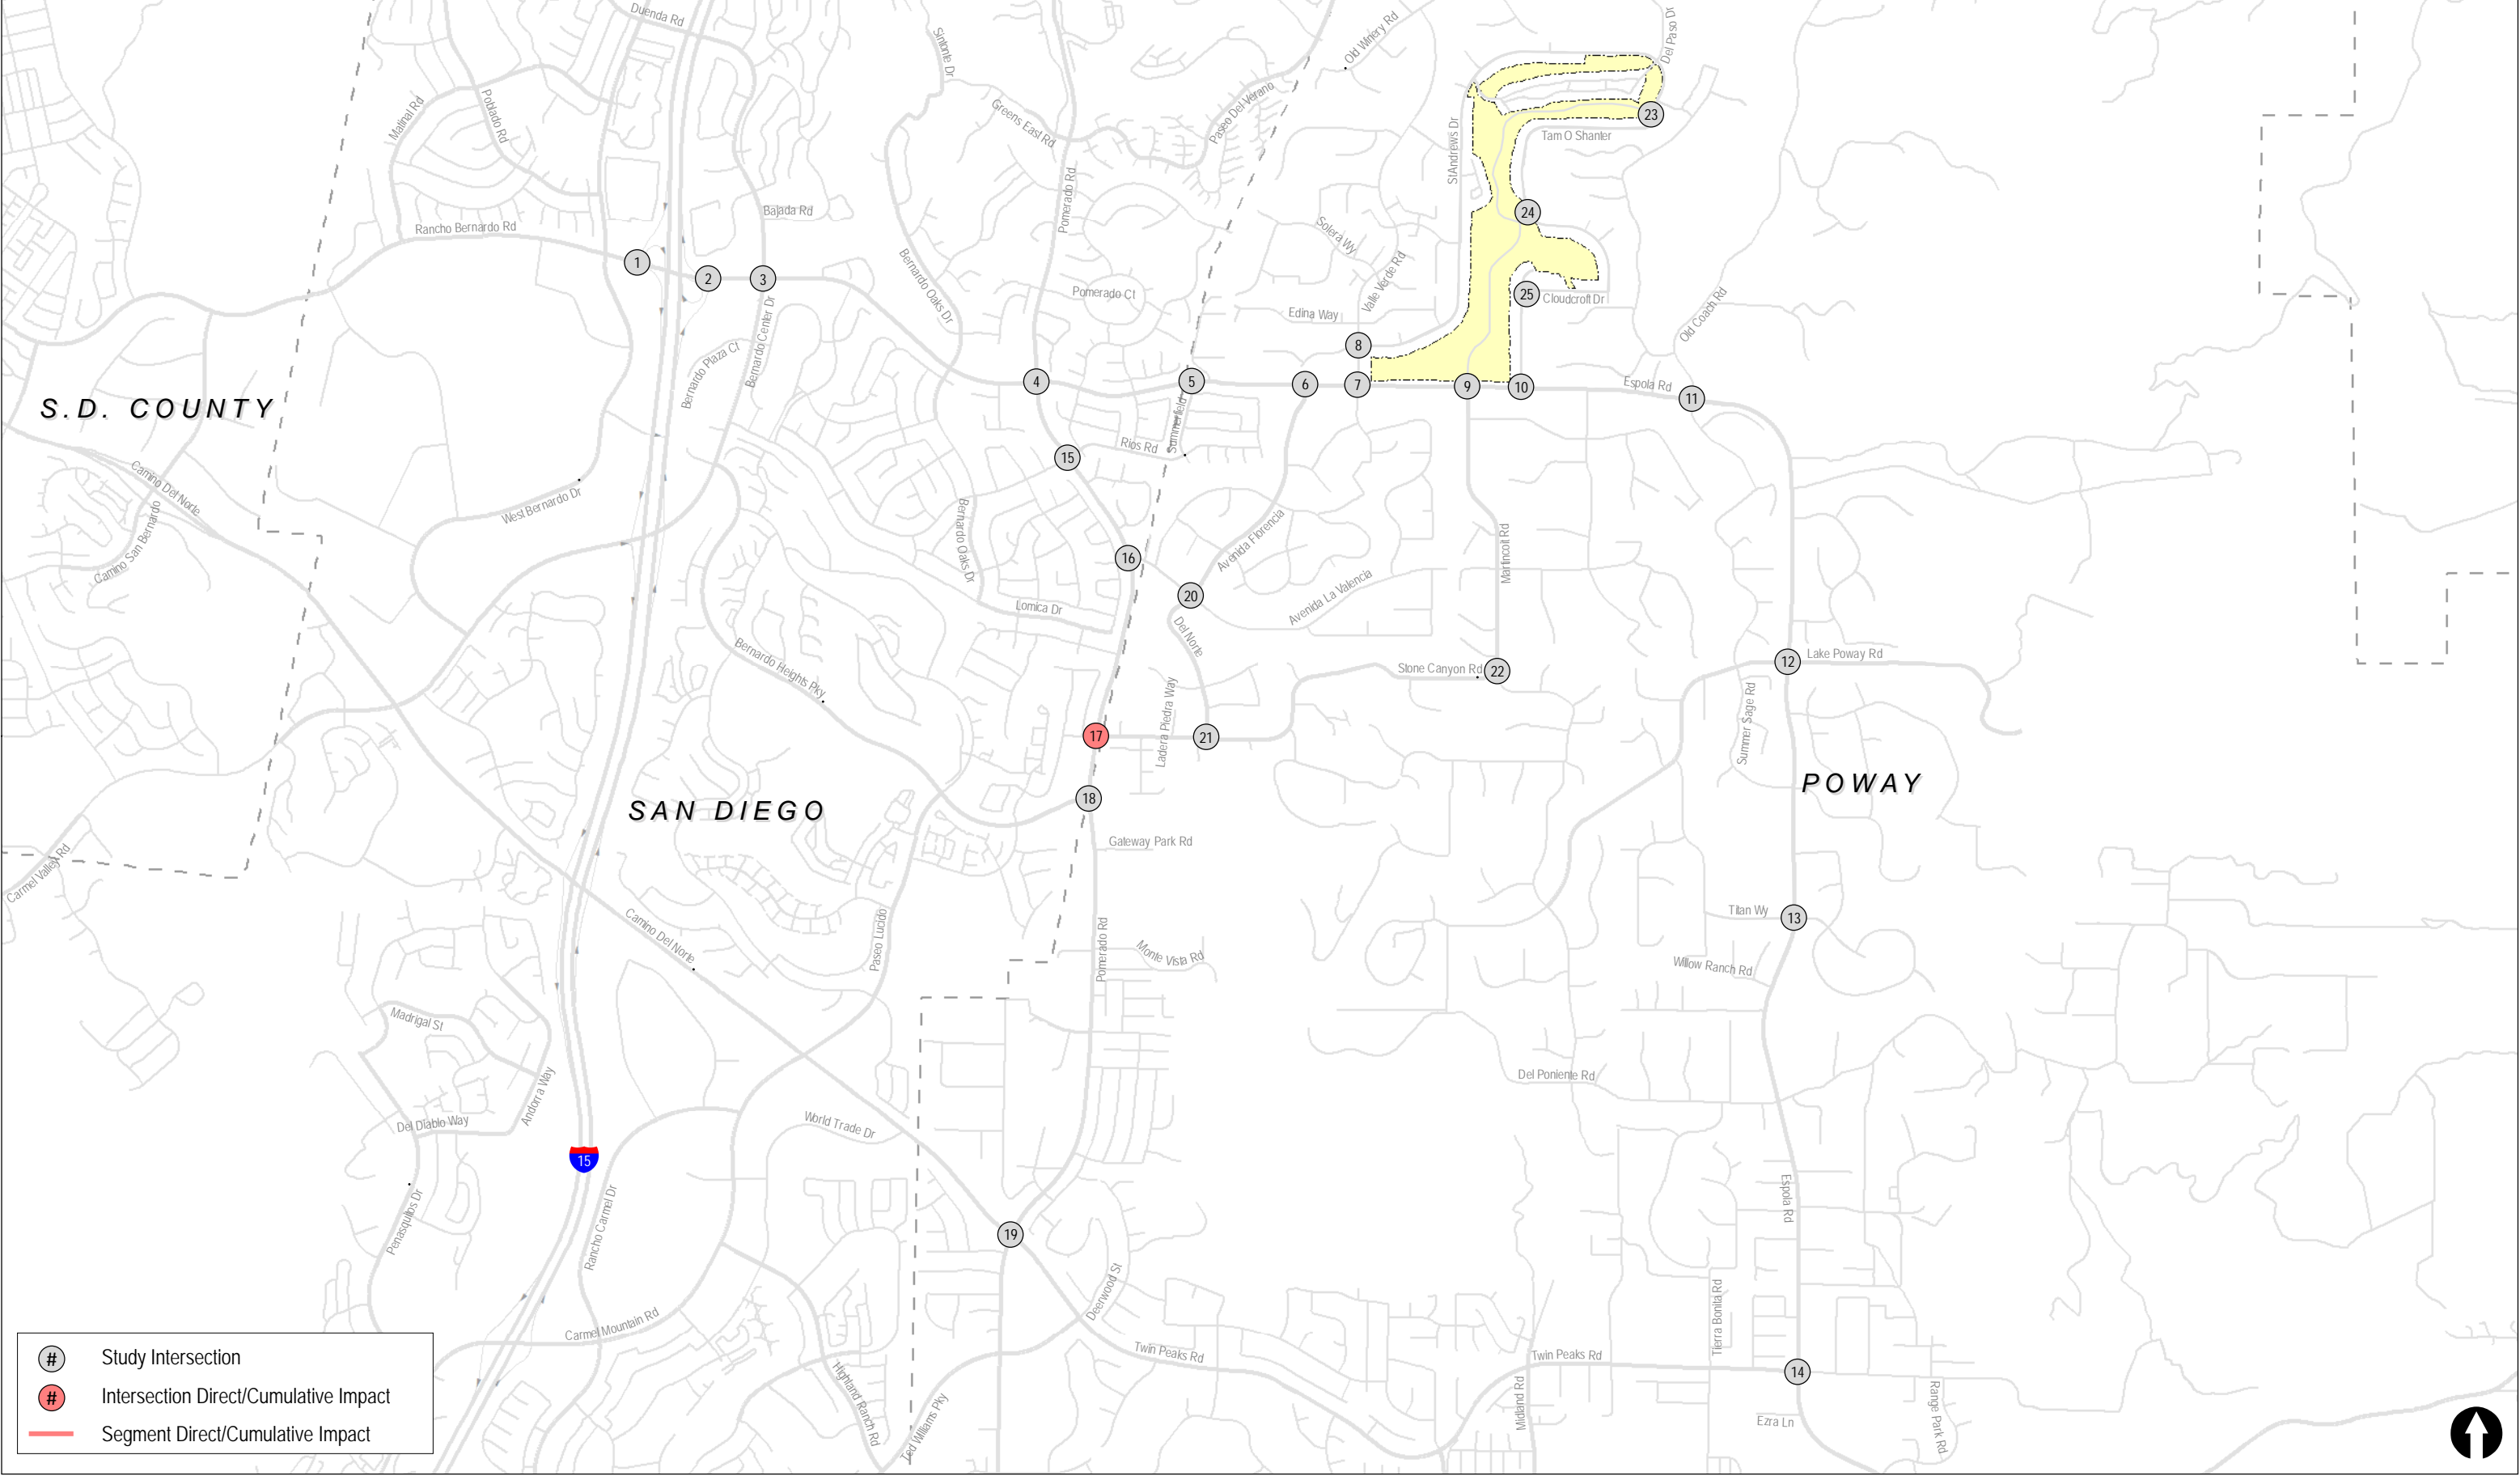 Duenda Rd
Sintonte Dr
Old Winery Rd
Del Paso Dr
Matinal Rd
Poblado Rd
Greens East Rd
Paseo Del Verano
St Andrews Dr
23
Tam O Shanter
Pomerado Rd
Bajada Rd
Rancho Bernardo Rd
24
Solera Wy
Valle Verde Rd
1
2
3
Bernardo Oaks Dr
Pomerado Ct
25
Cloudcroft Dr
Edina Way
Old Coach Rd
Bernardo Center Dr
Bernardo Plaza Ct
8
4
5
6
7
9
10
Espola Rd
11
S.D. COUNTY
Summerfield
Rios Rd
15
Camino Del Norte
West Bernardo Dr
Camino San Bernardo
Bernardo Oaks Dr
Avenida Florencia
Martincoit Rd
16
20
Avenida La Valencia
Lomica Dr
Del Norte
Bernardo Heights Pky
Stone Canyon Rd
22
12
Lake Poway Rd
Ladera Piedra Way
Summer Sage Rd
17
21
POWAY
18
SAN DIEGO
Gateway Park Rd
Carmel Valley Rd
Titan Wy
13
Camino Del Norte
Paseo Lucido
Pomerado Rd
Monte Vista Rd
Willow Ranch Rd
Madrigal St
Andorra Way
Del Poniente Rd
Del Diablo Way
World Trade Dr
15
Penasquitos Dr
Rancho Carmel Dr
Espola Rd
19
Deerwood St
Tierra Bonita Rd
Carmel Mountain Rd
Twin Peaks Rd
Twin Peaks Rd
14
Highland Ranch Rd
Ted Williams Pky
Midland Rd
Ezra Ln
Range Park Rd
# Study Intersection
# Intersection Direct/Cumulative Impact
Segment Direct/Cumulative Impact